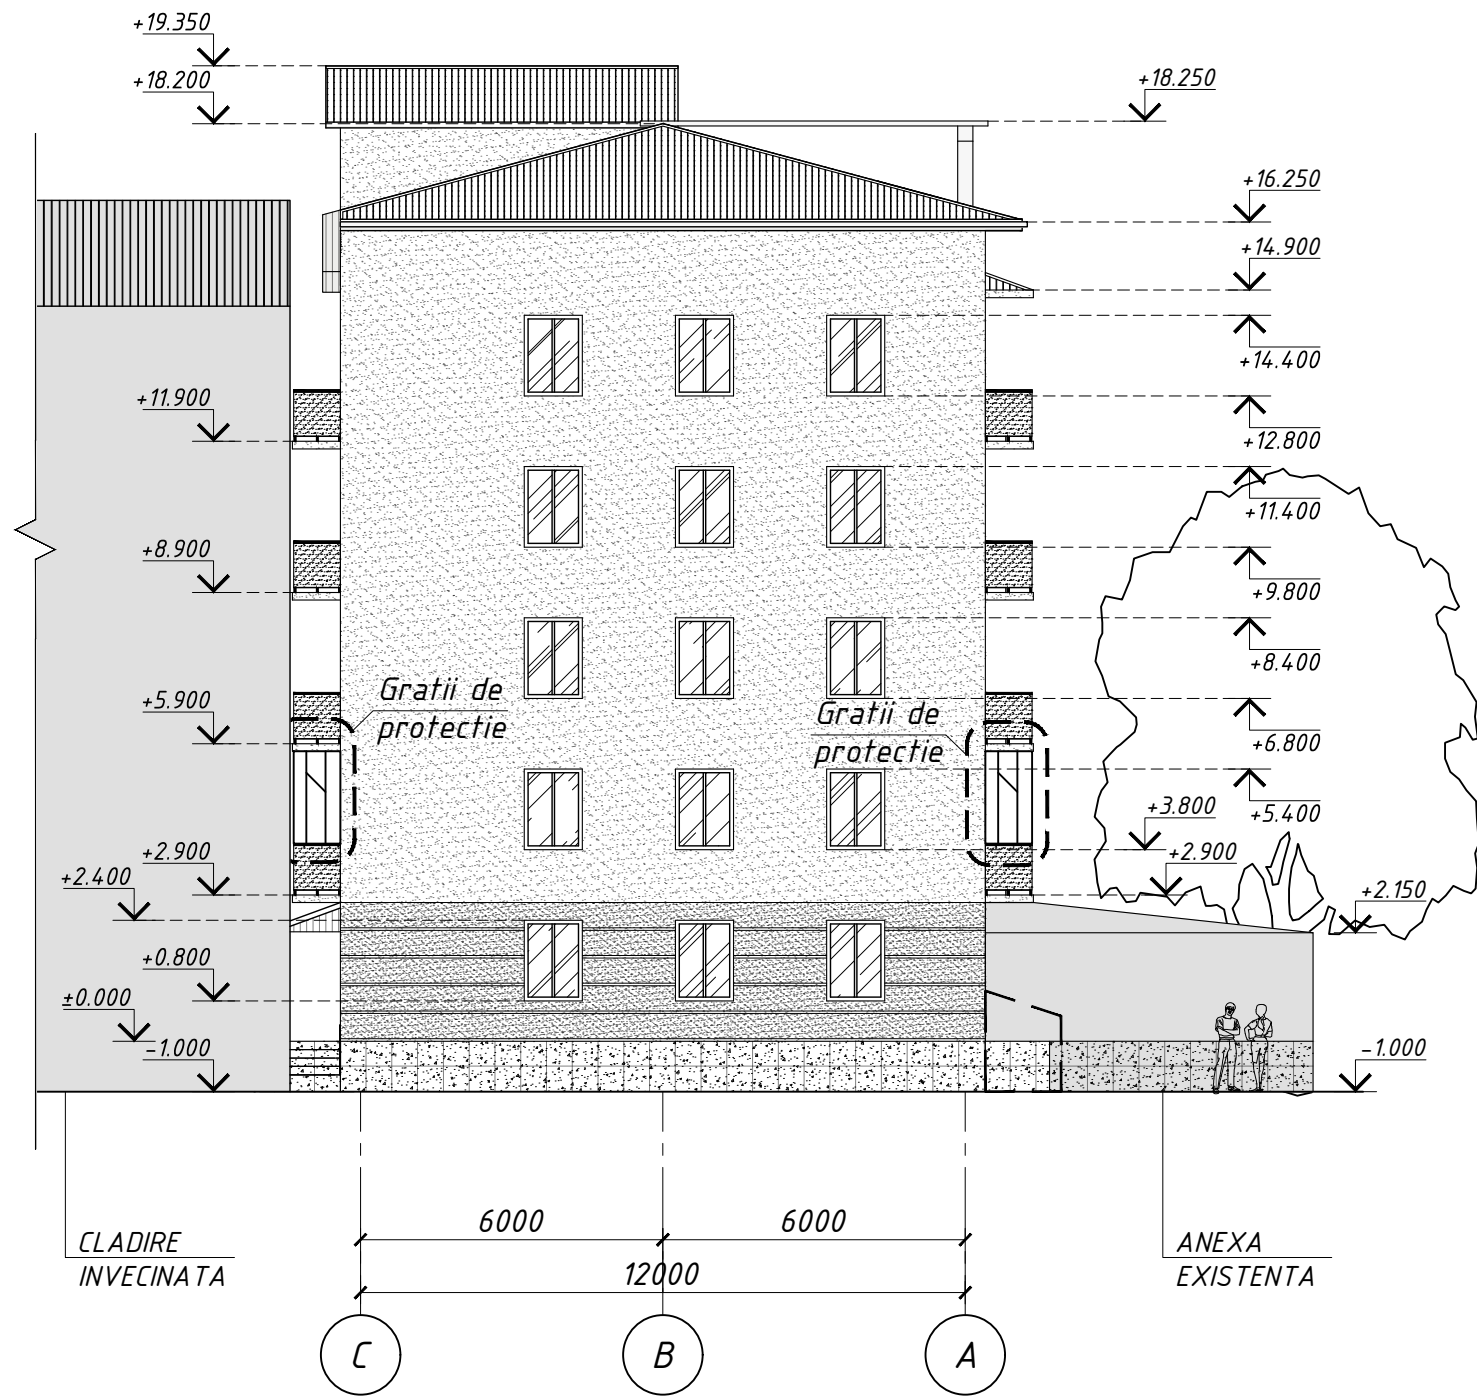 +19.350
+18.200
+18.250
+16.250
+14.900
+14.400
+11.900
+12.800
+11.400
+8.900
+9.800
+8.400
Gratii de
protectie
+5.900
Gratii de
protectie
+6.800
+5.400
+3.800
+2.900
+2.900
+2.400
+2.150
+0.800
±0.000
-1.000
-1.000
6000
6000
12000
CLADIRE
INVECINATA
ANEXA
EXISTENTA
C
B
A